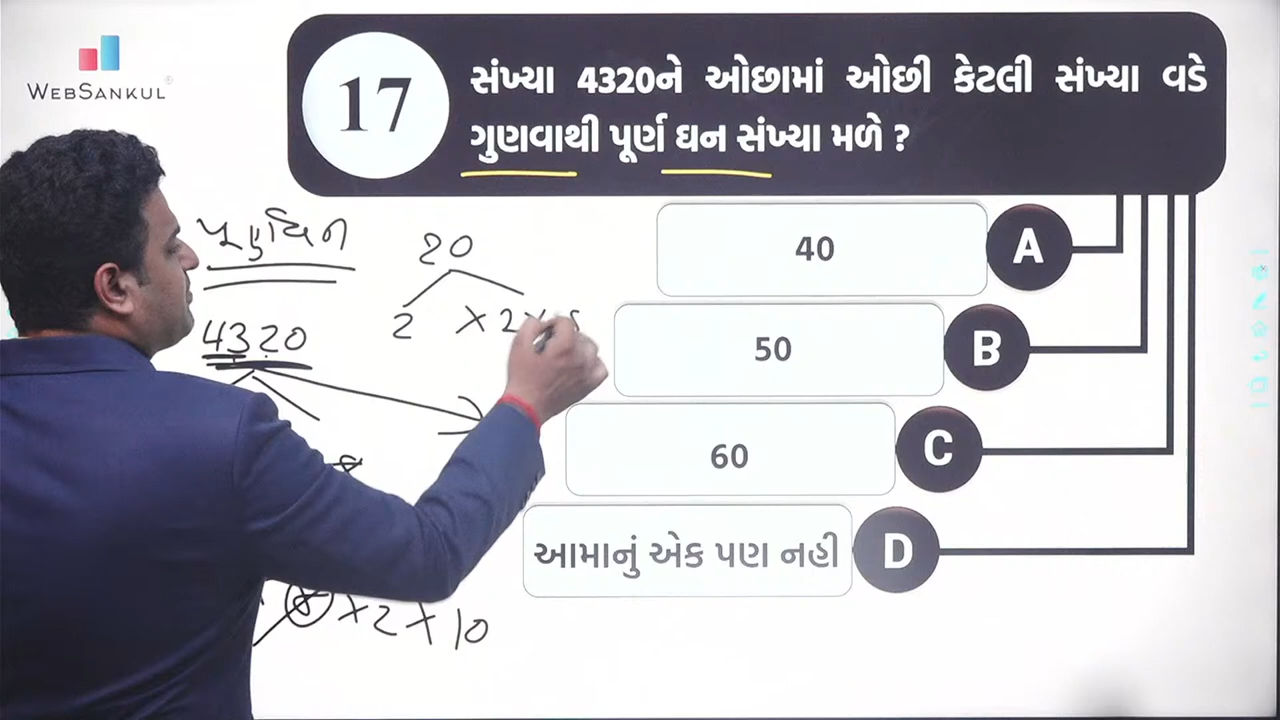 WEBSANKUL
17
સંખ્યા 4320ને ઓછામાં ઓછી કેટલી સંખ્યા વડે
ગુણવાથી પૂર્ણ ઘન સંખ્યા મળે ?
40 A
50 B
60 C
આમાનું એક પણ નહી D
20
2 × 2 ×
4320
× 2 × 10